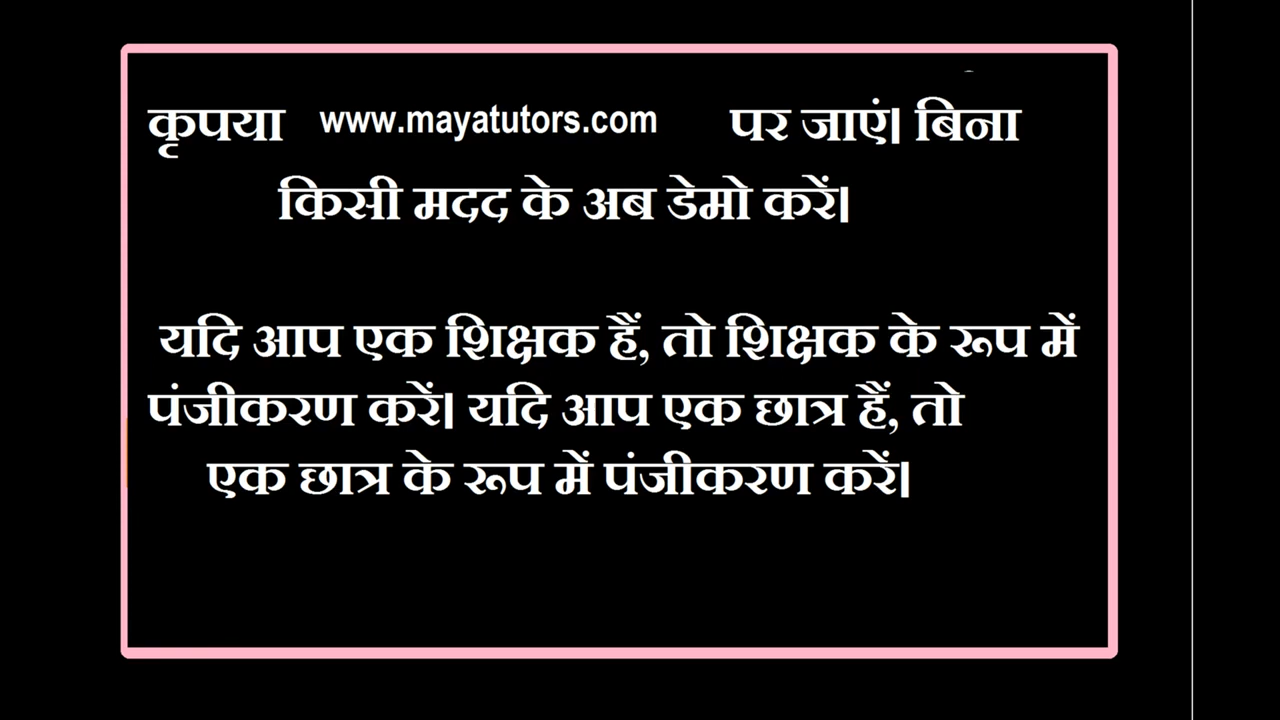 कृपया www.mayatutors.com पर जाएं। बिना
किसी मदद के अब डेमो करें।
यदि आप एक शिक्षक हैं, तो शिक्षक के रूप में
पंजीकरण करें। यदि आप एक छात्र हैं, तो
एक छात्र के रूप में पंजीकरण करें।